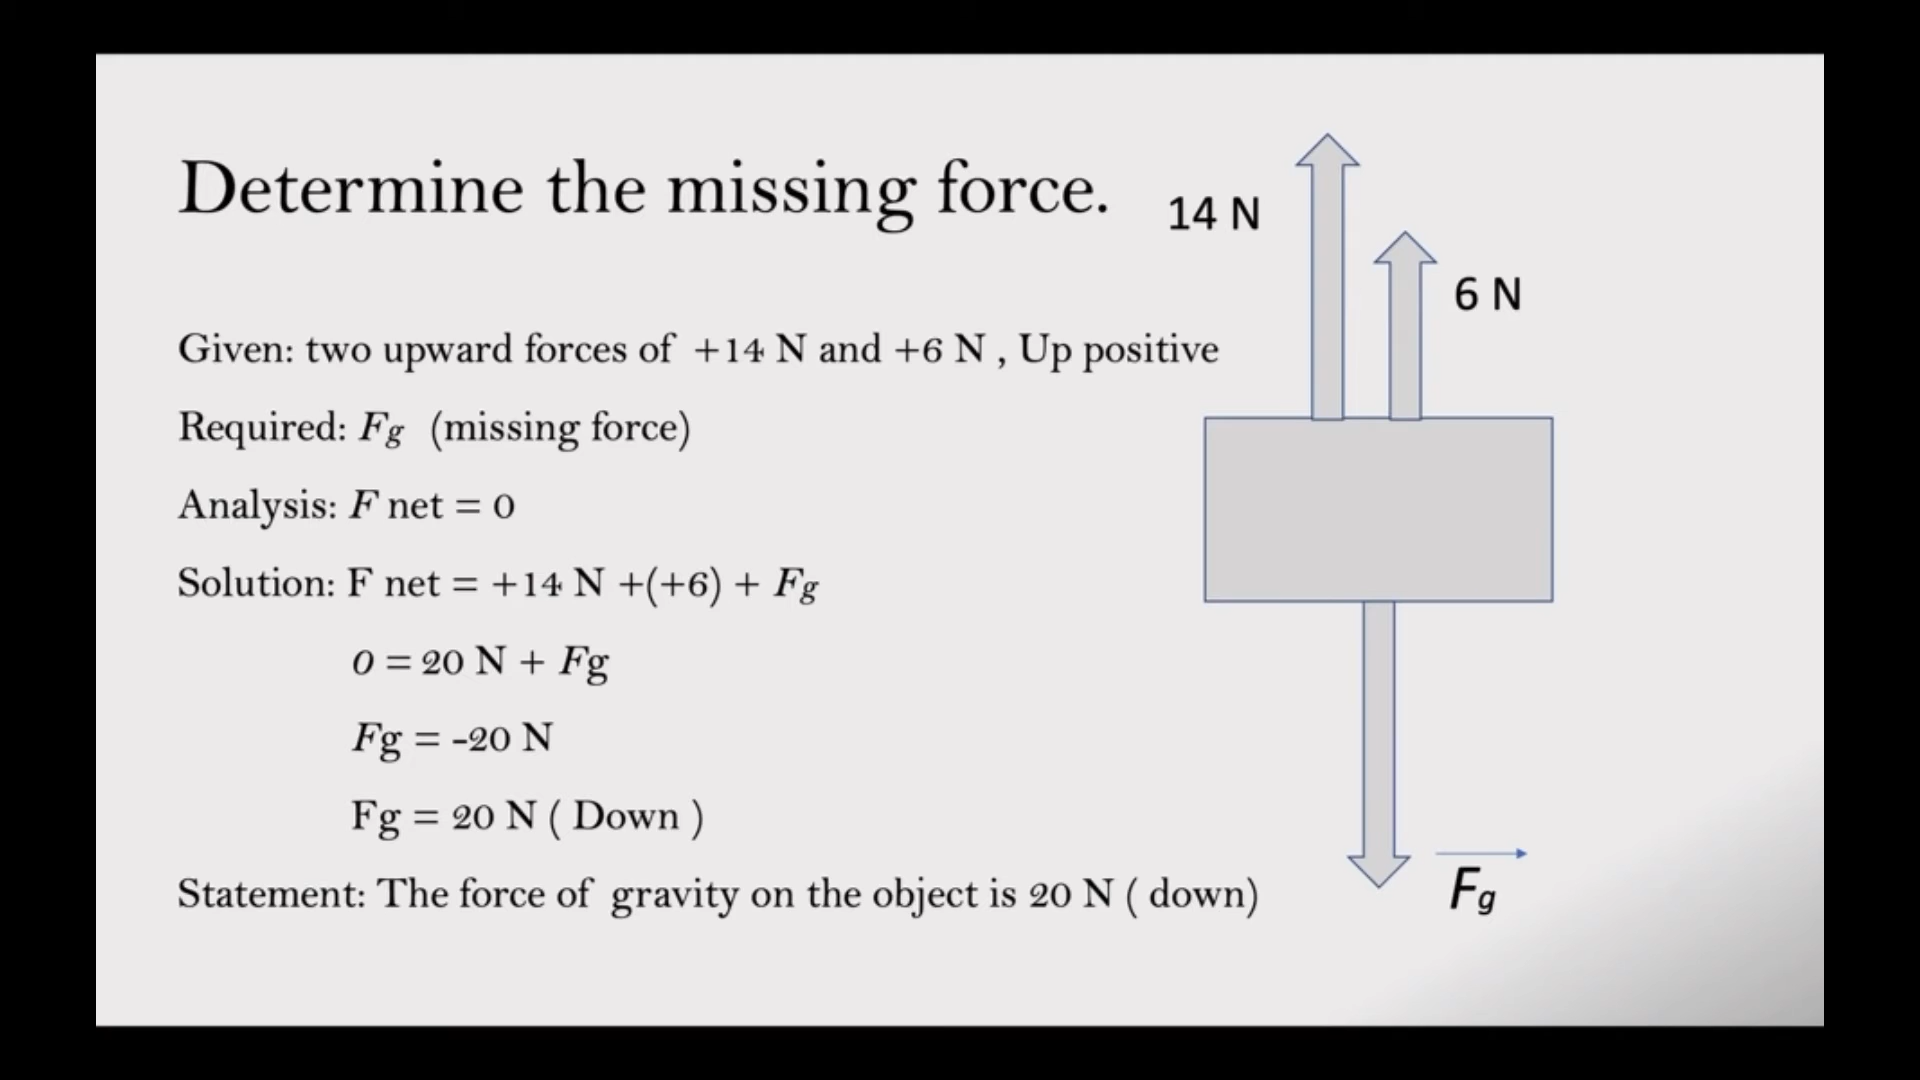 Determine the missing force.
14 N
6 N
Given: two upward forces of +14 N and +6 N , Up positive
Required: Fg (missing force)
Analysis: F net = 0
Solution: F net = +14 N +(+6) + Fg
0 = 20 N + Fg
Fg = -20 N
Fg = 20 N ( Down )
Statement: The force of gravity on the object is 20 N ( down)
Fg